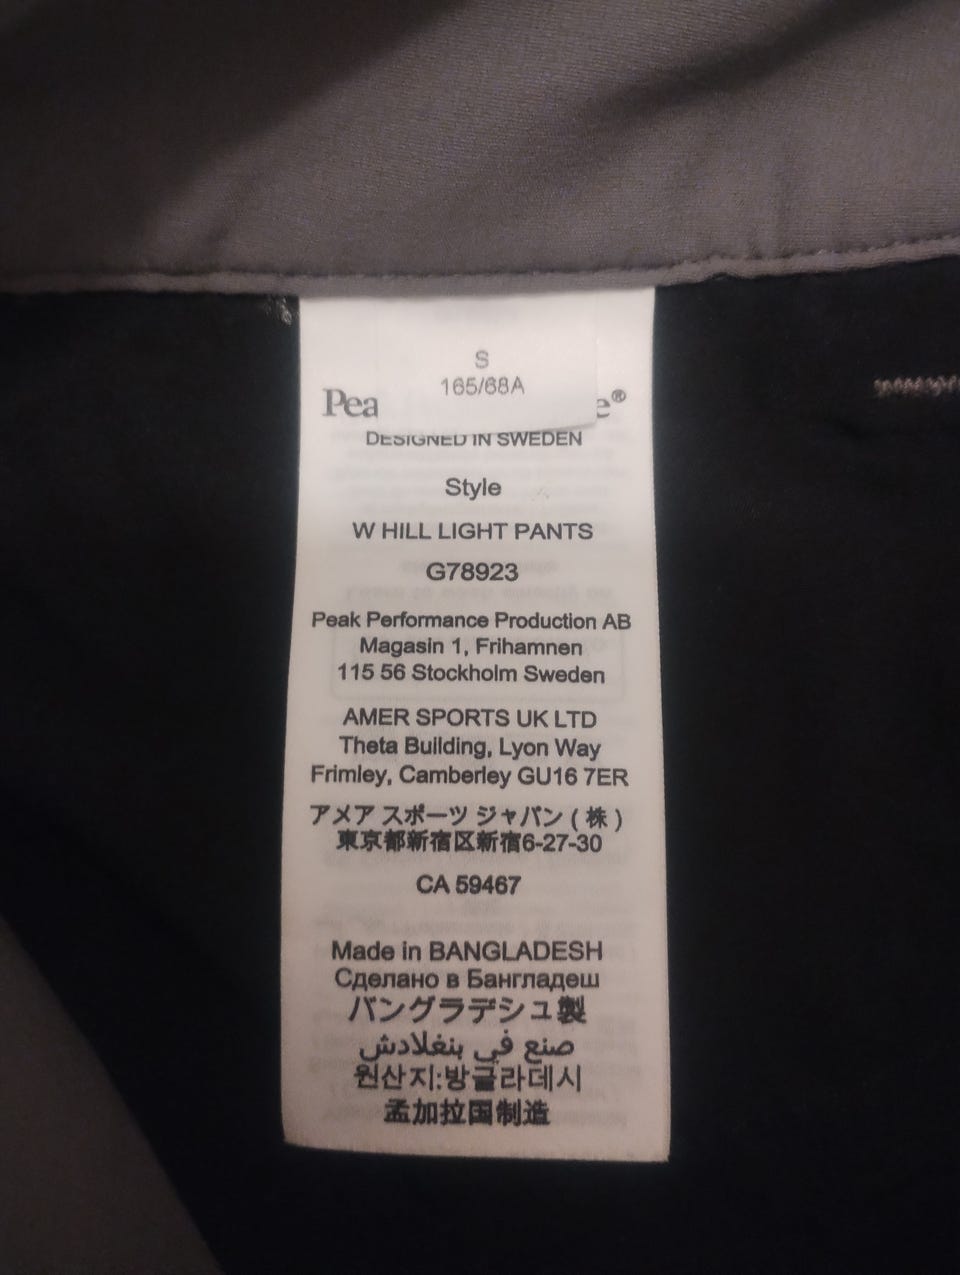 S
165/68A
Pea e®
DESIGNED IN SWEDEN
Style
W HILL LIGHT PANTS
G78923
Peak Performance Production AB
Magasin 1, Frihamnen
115 56 Stockholm Sweden
AMER SPORTS UK LTD
Theta Building, Lyon Way
Frimley, Camberley GU16 7ER
アメア スポーツ ジャパン ( 株 )
東京都新宿区新宿6-27-30
CA 59467
Made in BANGLADESH
Сделано в Бангладеш
バングラデシュ製
صنع في بنغلادش
원산지:방글라데시
孟加拉国制造